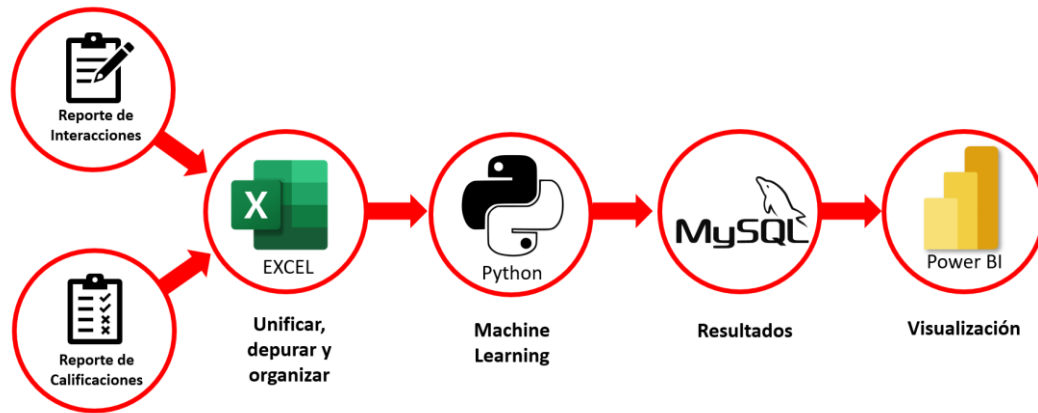 Reporte de
Interacciones
X
EXCEL
Unificar,
depurar y
organizar
Reporte de
Calificaciones
Python
Machine
Learning
MySQL
Resultados
Power BI
Visualización